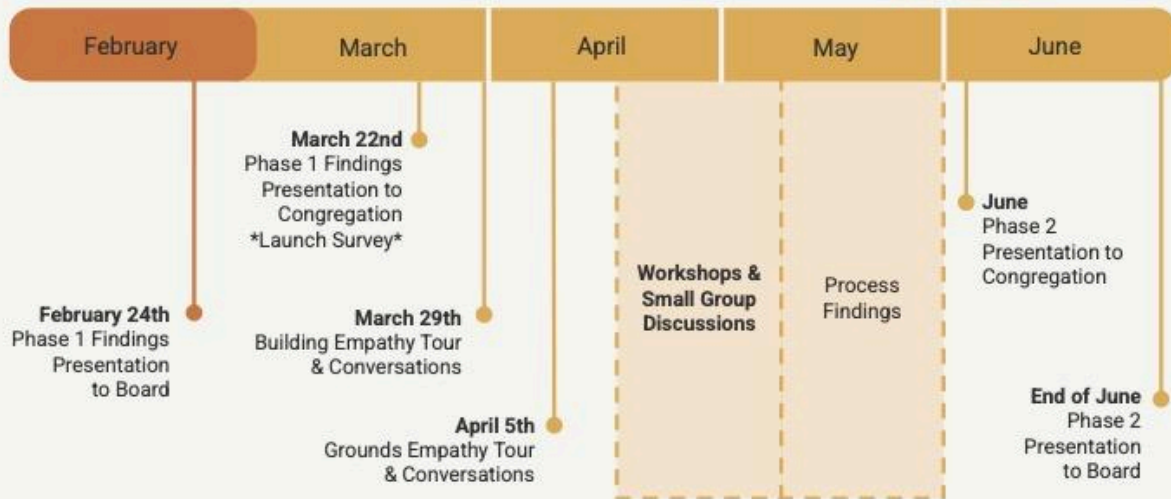 February
March
April
May
June
March 22nd
Phase 1 Findings
Presentation to
Congregation
*Launch Survey*
February 24th
Phase 1 Findings
Presentation
to Board
March 29th
Building Empathy Tour
& Conversations
April 5th
Grounds Empathy Tour
& Conversations
Workshops &
Small Group
Discussions
Process
Findings
June
Phase 2
Presentation to
Congregation
End of June
Phase 2
Presentation
to Board